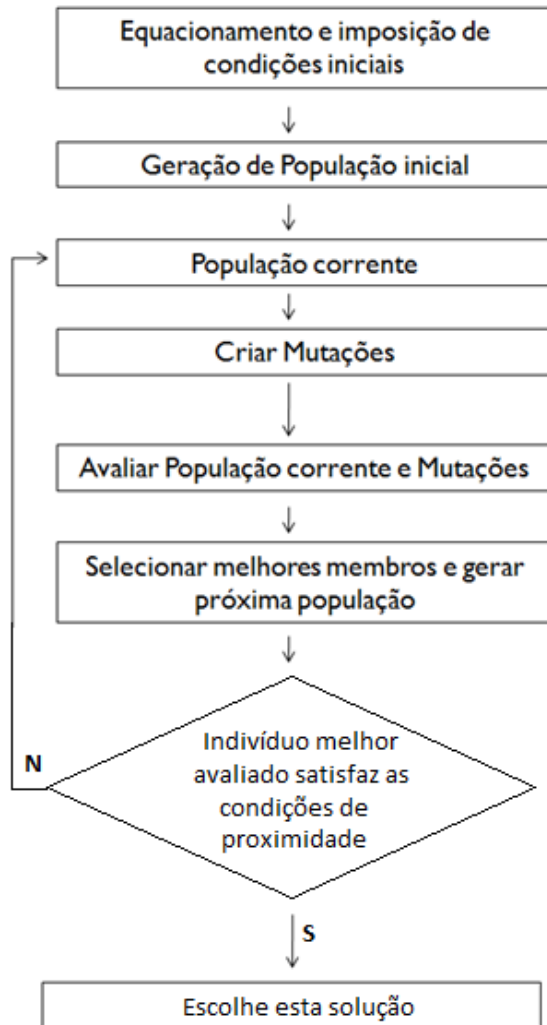 Equacionamento e imposição de
condições iniciais
Geração de População inicial
População corrente
Criar Mutações
Avaliar População corrente e Mutações
Selecionar melhores membros e gerar
próxima população
Indivíduo melhor
avaliado satisfaz as
condições de
proximidade
N
S
Escolhe esta solução